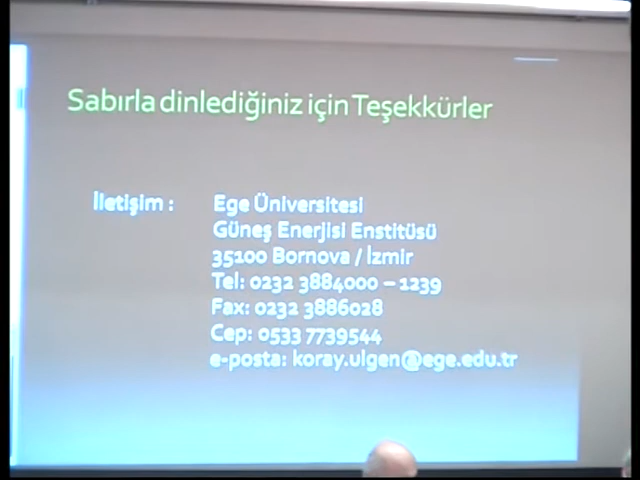 Sabırla dinlediğiniz için Teşekkürler
İletişim : Ege Üniversitesi
Güneş Enerjisi Enstitüsü
35100 Bornova / İzmir
Tel: 0232 3884000 – 1239
Fax: 0232 3886028
Cep: 0533 7739544
e-posta: koray.ulgen@ege.edu.tr